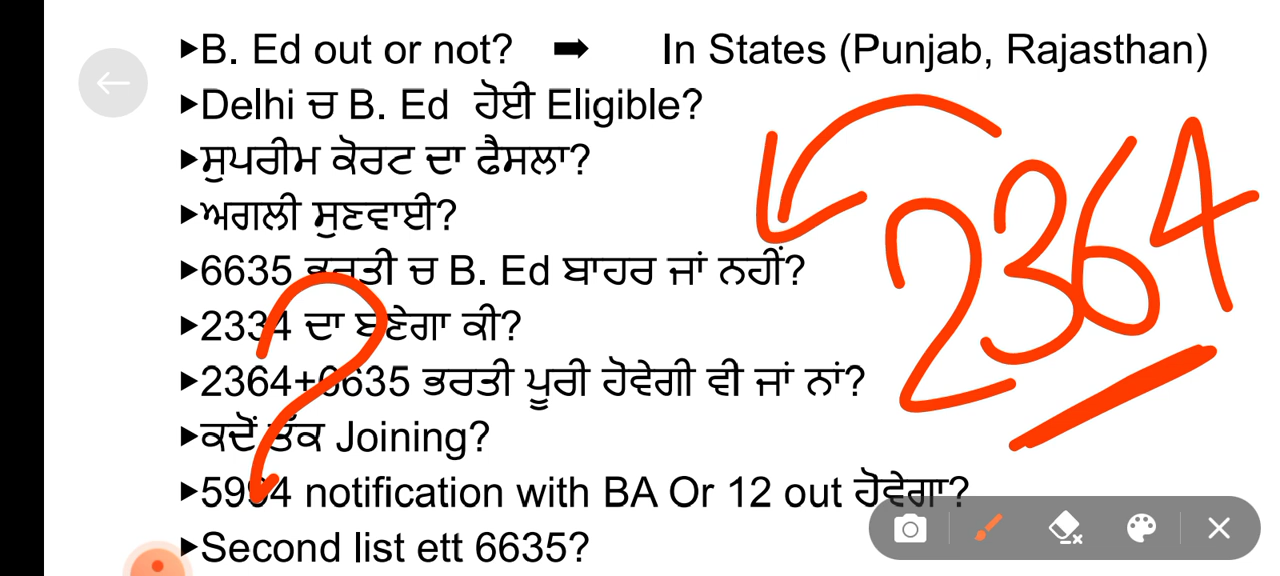 ▶B. Ed out or not? ➡ In States (Punjab, Rajasthan)
▶Delhi ਚ B. Ed ਹੋਈ Eligible?
▶ਸੁਪਰੀਮ ਕੋਰਟ ਦਾ ਫੈਸਲਾ?
▶ਅਗਲੀ ਸੁਣਵਾਈ?
▶6635 ਭਰਤੀ ਚ B. Ed ਬਾਹਰ ਜਾਂ ਨਹੀਂ?
▶2334 ਦਾ ਬਣੇਗਾ ਕੀ?
▶2364+6635 ਭਰਤੀ ਪੂਰੀ ਹੋਵੇਗੀ ਵੀ ਜਾਂ ਨਾਂ?
▶ਕਦੋਂ ਤੱਕ Joining?
▶5994 notification with BA Or 12 out ਹੋਵੇਗਾ?
▶Second list ett 6635?
2364